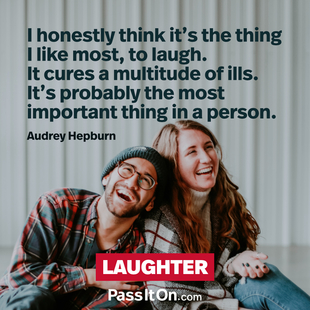 I honestly think it's the thing
I like most, to laugh.
It cures a multitude of ills.
It's probably the most
important thing in a person.
Audrey Hepburn
LAUGHTER
PassItOn.com